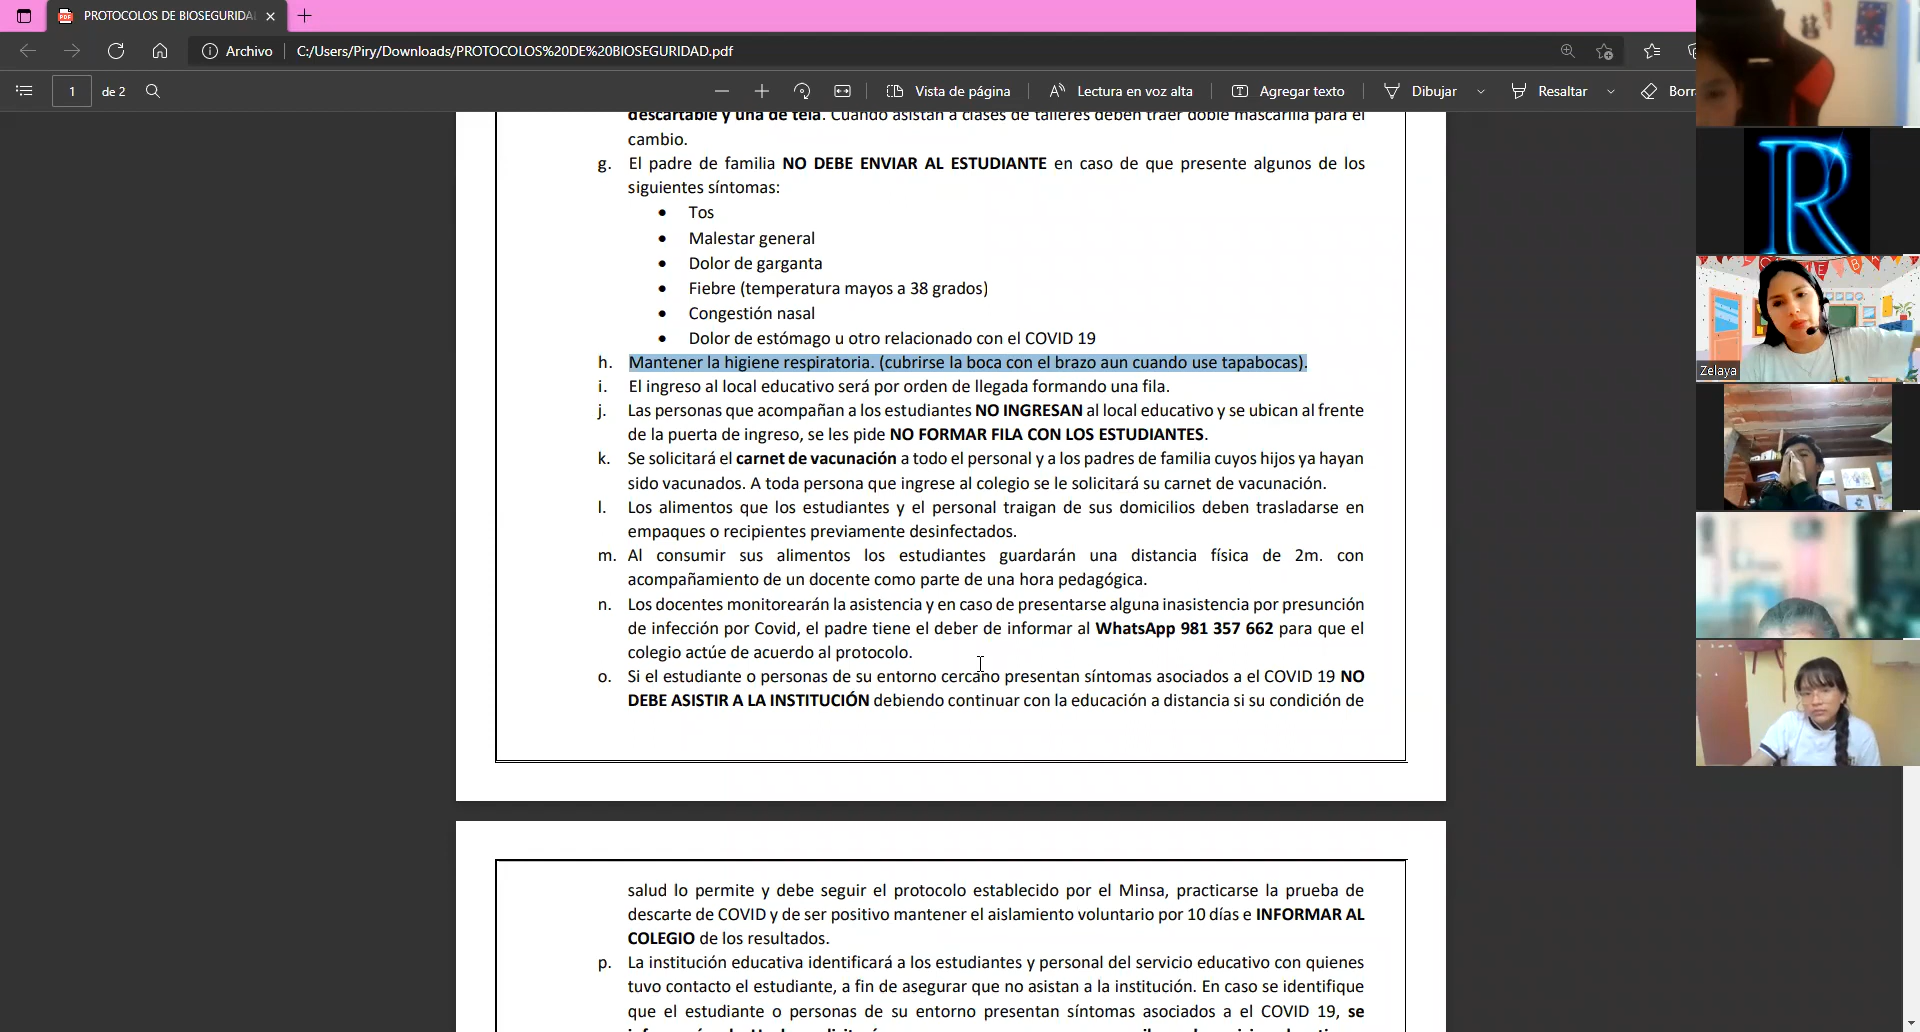 PROTOCOLOS DE BIOSEGURIDA
Archivo
C:/Users/Piry/Downloads/PROTOCOLOS%20DE%20BIOSEGURIDAD.pdf
1 de 2
Vista de página
Lectura en voz alta
Agregar texto
Dibujar
Resaltar
Borr
descartable y una de tela. Cuando asistan a clases de talleres deben traer doble mascarilla para el
cambio.
g. El padre de familia NO DEBE ENVIAR AL ESTUDIANTE en caso de que presente algunos de los
siguientes síntomas:
• Tos
• Malestar general
• Dolor de garganta
• Fiebre (temperatura mayos a 38 grados)
• Congestión nasal
• Dolor de estómago u otro relacionado con el COVID 19
h. Mantener la higiene respiratoria. (cubrirse la boca con el brazo aun cuando use tapabocas).
i. El ingreso al local educativo será por orden de llegada formando una fila.
j. Las personas que acompañan a los estudiantes NO INGRESAN al local educativo y se ubican al frente
de la puerta de ingreso, se les pide NO FORMAR FILA CON LOS ESTUDIANTES.
k. Se solicitará el carnet de vacunación a todo el personal y a los padres de familia cuyos hijos ya hayan
sido vacunados. A toda persona que ingrese al colegio se le solicitará su carnet de vacunación.
l. Los alimentos que los estudiantes y el personal traigan de sus domicilios deben trasladarse en
empaques o recipientes previamente desinfectados.
m. Al consumir sus alimentos los estudiantes guardarán una distancia física de 2m. con
acompañamiento de un docente como parte de una hora pedagógica.
n. Los docentes monitorearán la asistencia y en caso de presentarse alguna inasistencia por presunción
de infección por Covid, el padre tiene el deber de informar al WhatsApp 981 357 662 para que el
colegio actúe de acuerdo al protocolo.
o. Si el estudiante o personas de su entorno cercano presentan síntomas asociados a el COVID 19 NO
DEBE ASISTIR A LA INSTITUCIÓN debiendo continuar con la educación a distancia si su condición de
salud lo permite y debe seguir el protocolo establecido por el Minsa, practicarse la prueba de
descarte de COVID y de ser positivo mantener el aislamiento voluntario por 10 días e INFORMAR AL
COLEGIO de los resultados.
p. La institución educativa identificará a los estudiantes y personal del servicio educativo con quienes
tuvo contacto el estudiante, a fin de asegurar que no asistan a la institución. En caso se identifique
que el estudiante o personas de su entorno presentan síntomas asociados a el COVID 19, se
R
Zelaya